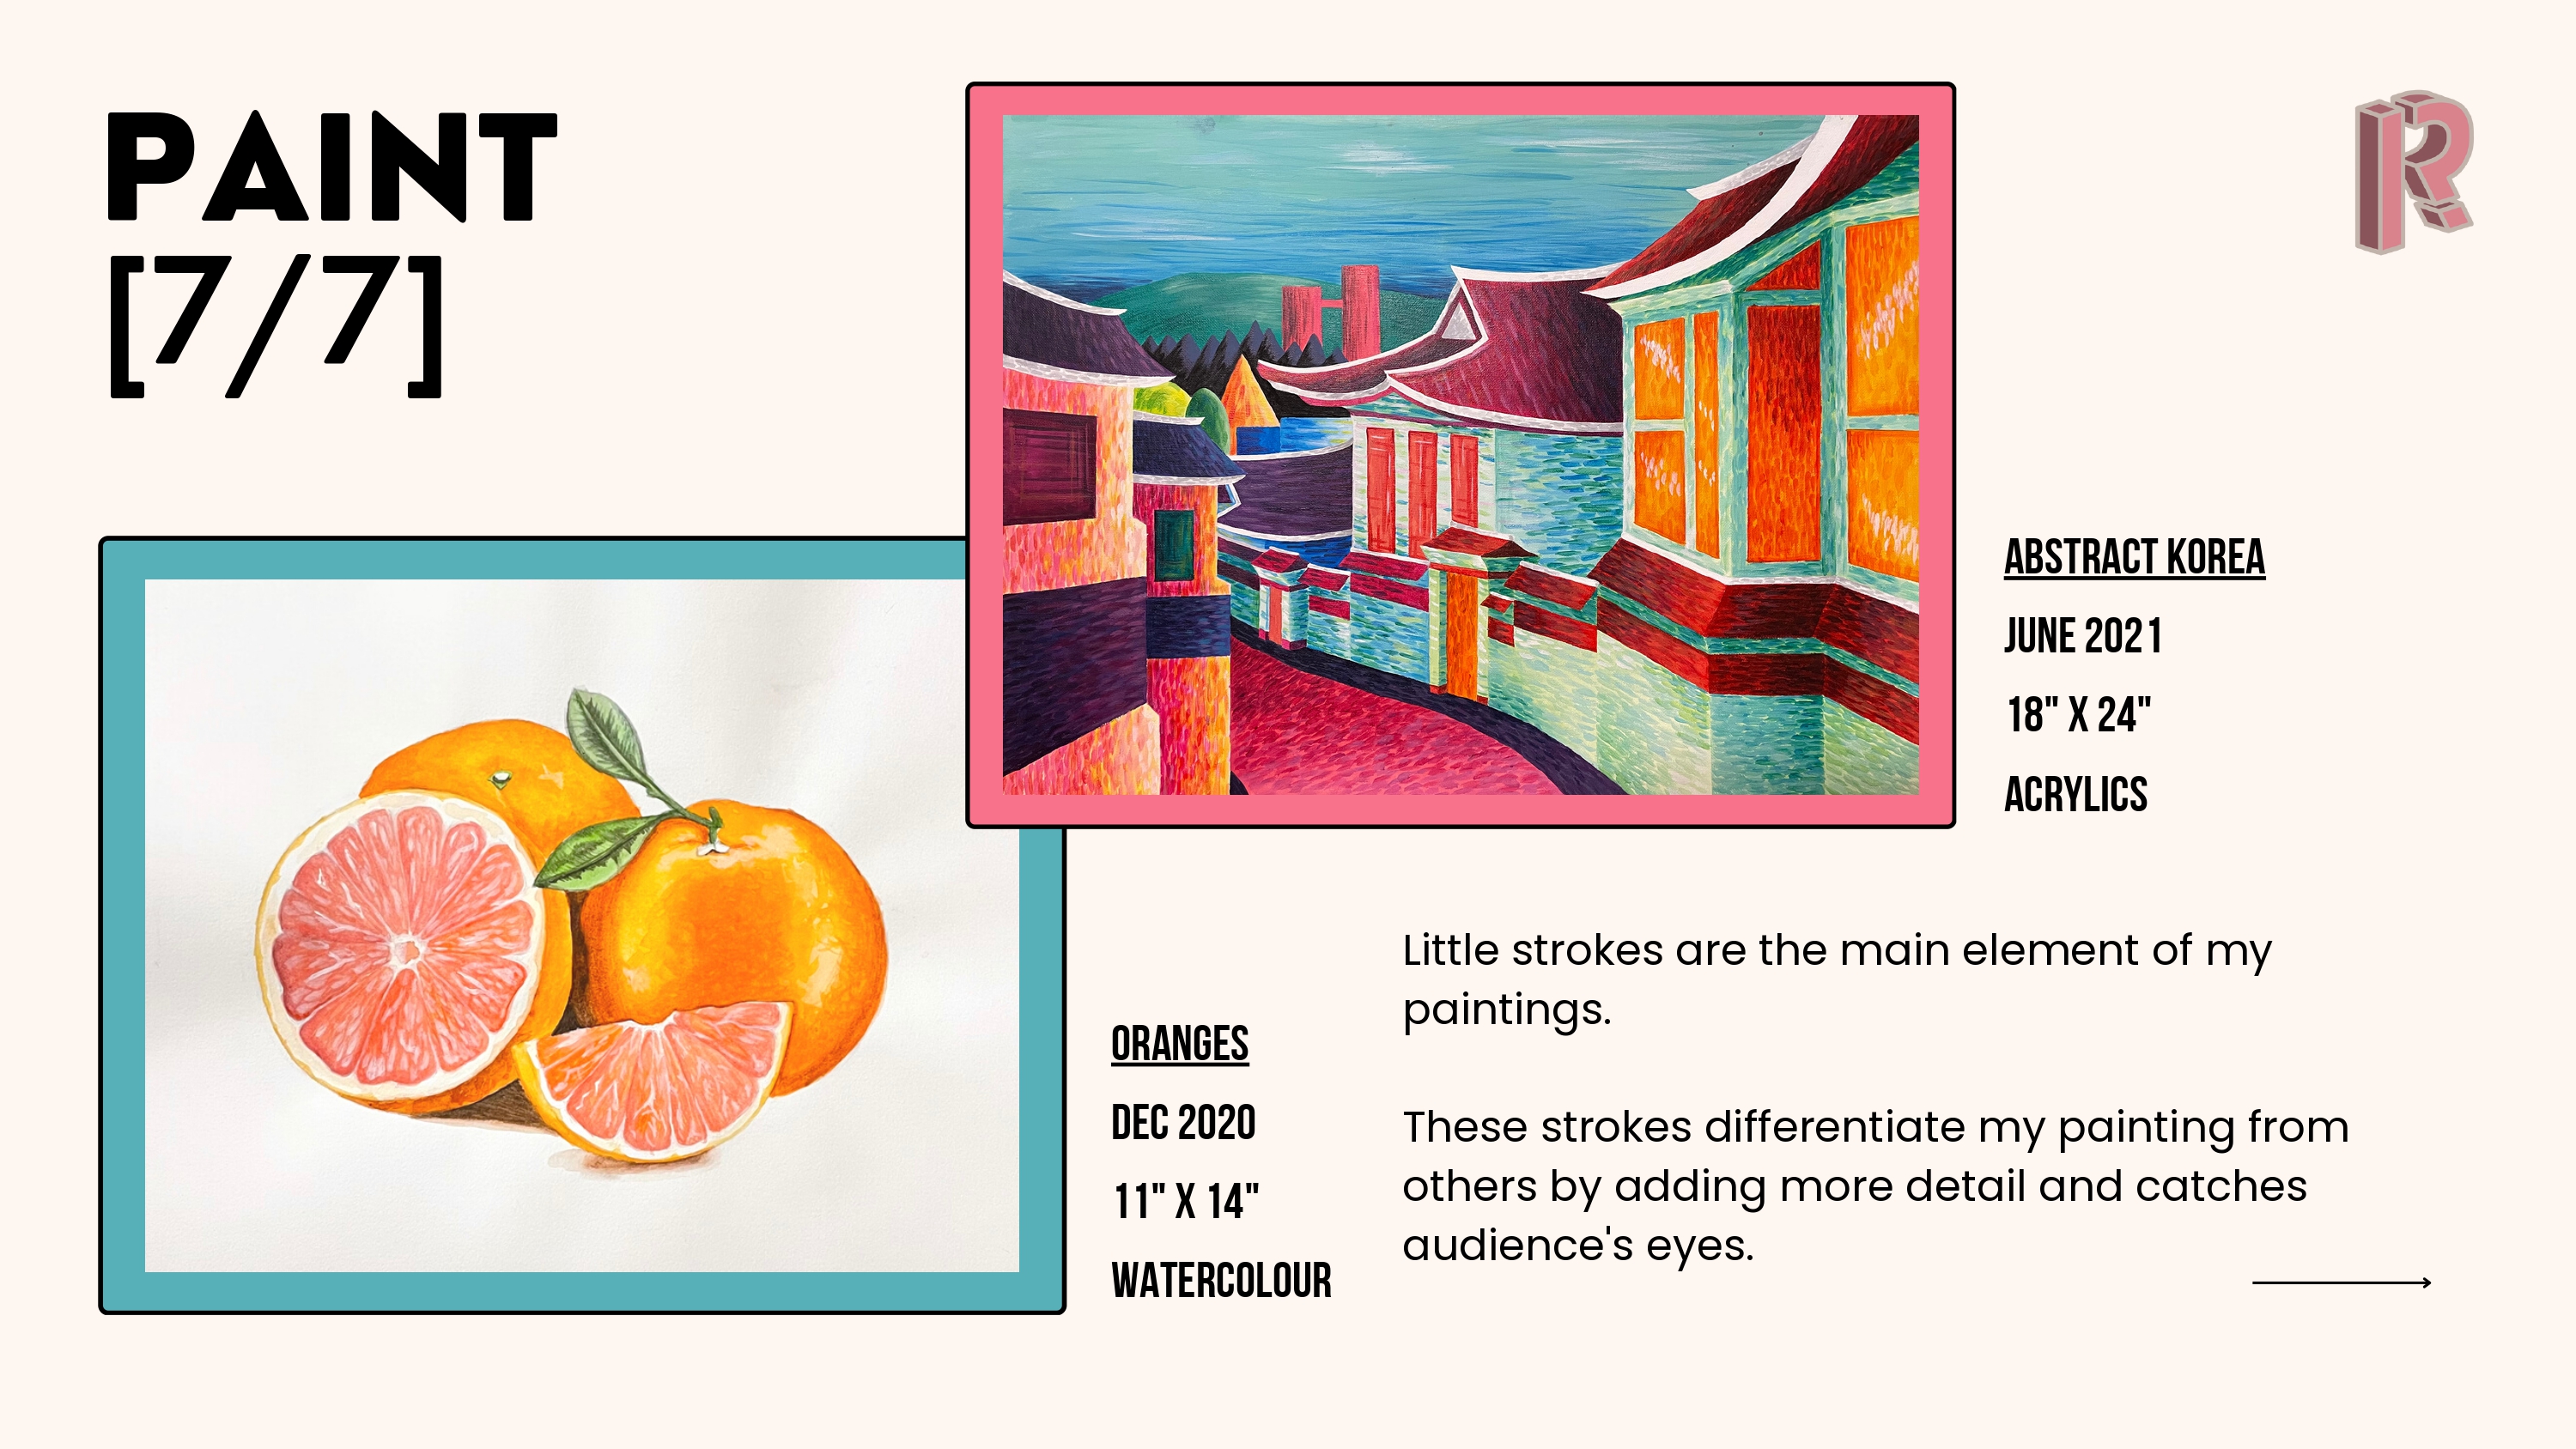 PAINT
[7/7]
ABSTRACT KOREA
JUNE 2021
18" X 24"
ACRYLICS
ORANGES
DEC 2020
11" X 14"
WATERCOLOUR
Little strokes are the main element of my
paintings.
These strokes differentiate my painting from
others by adding more detail and catches
audience's eyes.
R